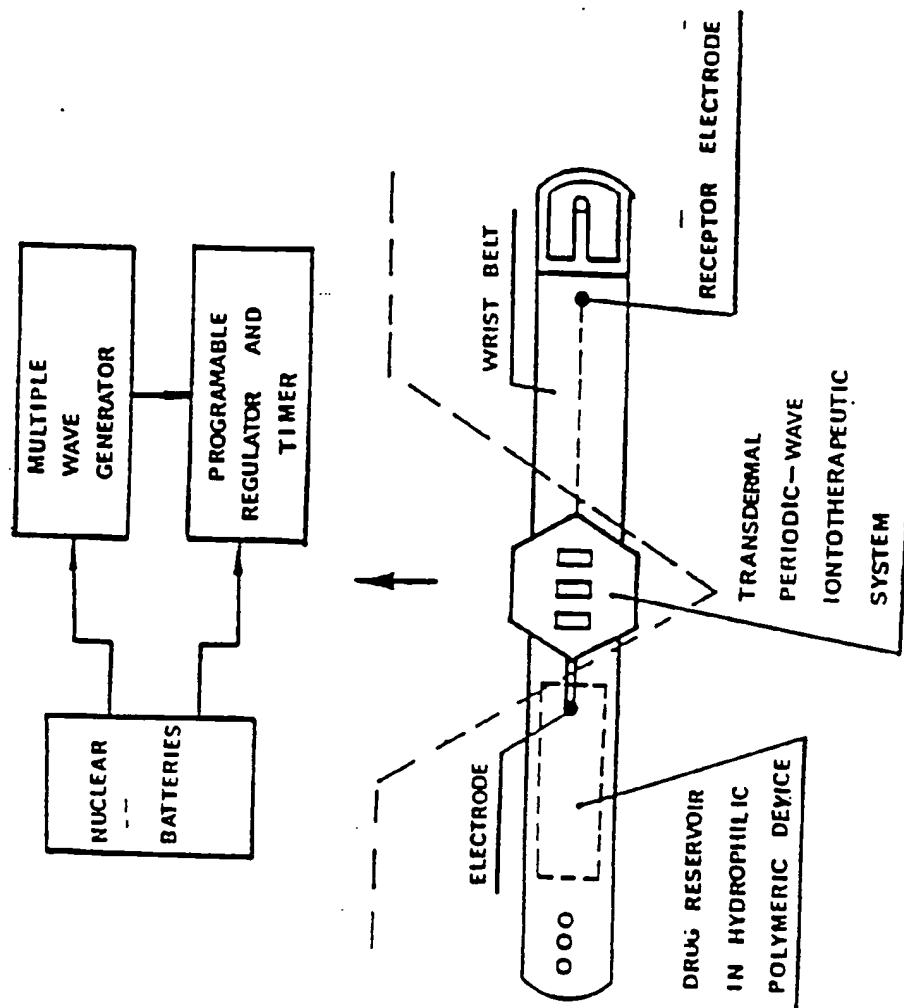 MULTIPLE
WAVE
GENERATOR
PROGRAMABLE
REGULATOR AND
TIMER
NUCLEAR
BATTERIES
WRIST BELT
RECEPTOR ELECTRODE
ELECTRODE
TRANSDERMAL
PERIODIC-WAVE
IONTOTHERAPEUTIC
SYSTEM
DRUG RESERVOIR
IN HYDROPHILIC
POLYMERIC DEVICE